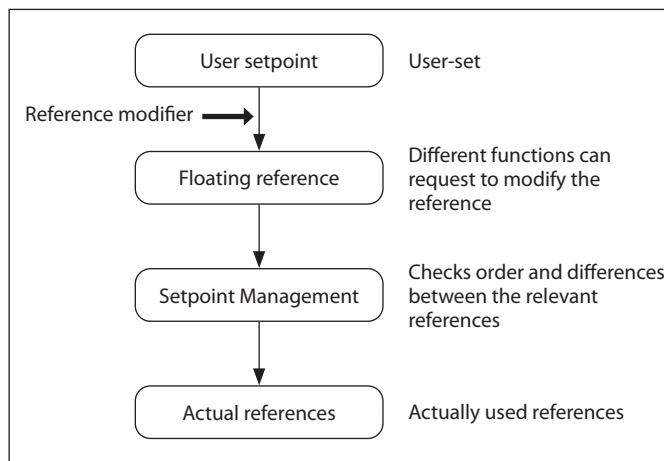 User setpoint
User-set
Reference modifier
Floating reference
Different functions can
request to modify the
reference
Setpoint Management
Checks order and differences
between the relevant
references
Actual references
Actually used references